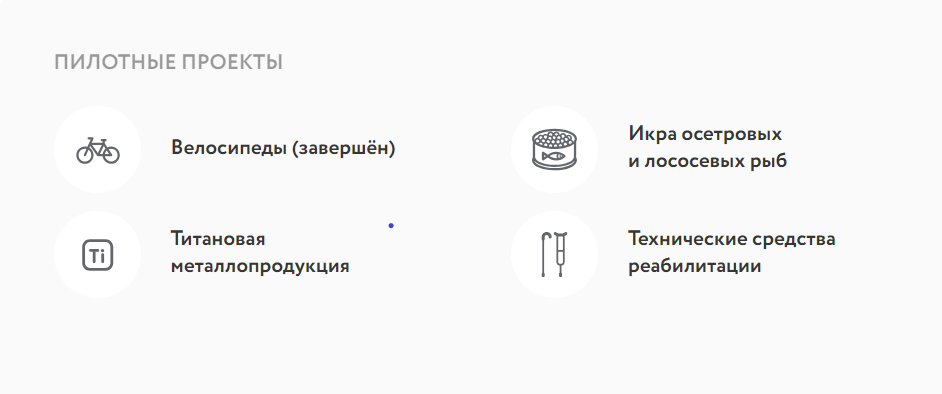 ПИЛОТНЫЕ ПРОЕКТЫ
Велосипеды (завершён)
Икра осетровых
и лососевых рыб
Ti
Титановая
металлопродукция
Технические средства
реабилитации